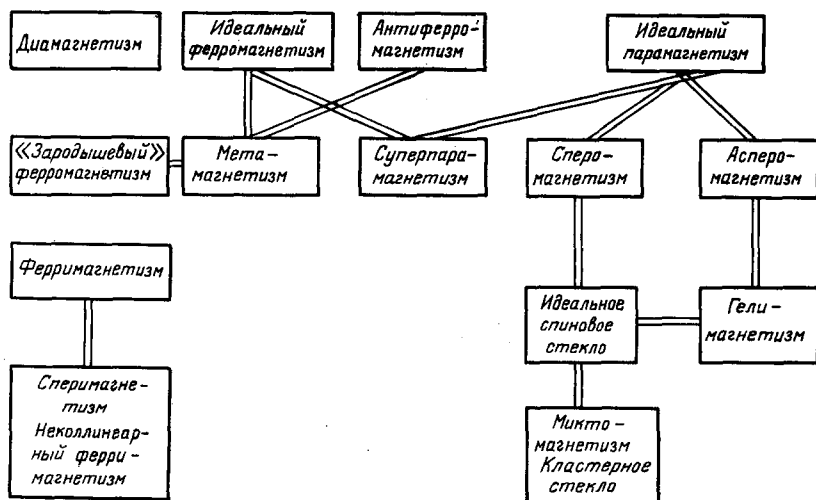 Диамагнетизм
Идеальный
ферромагнетизм
Антиферро-
магнетизм
Идеальный
парамагнетизм
«Зародышевый»
ферромагнетизм
Мета-
магнетизм
Суперпара-
магнетизм
Сперо-
магнетизм
Асперо-
магнетизм
Ферримагнетизм
Идеальное
спиновое
стекло
Гели-
магнетизм
Сперимагне-
тизм
Неколлинеар-
ный ферри-
магнетизм
Микто-
магнетизм
Кластерное
стекло